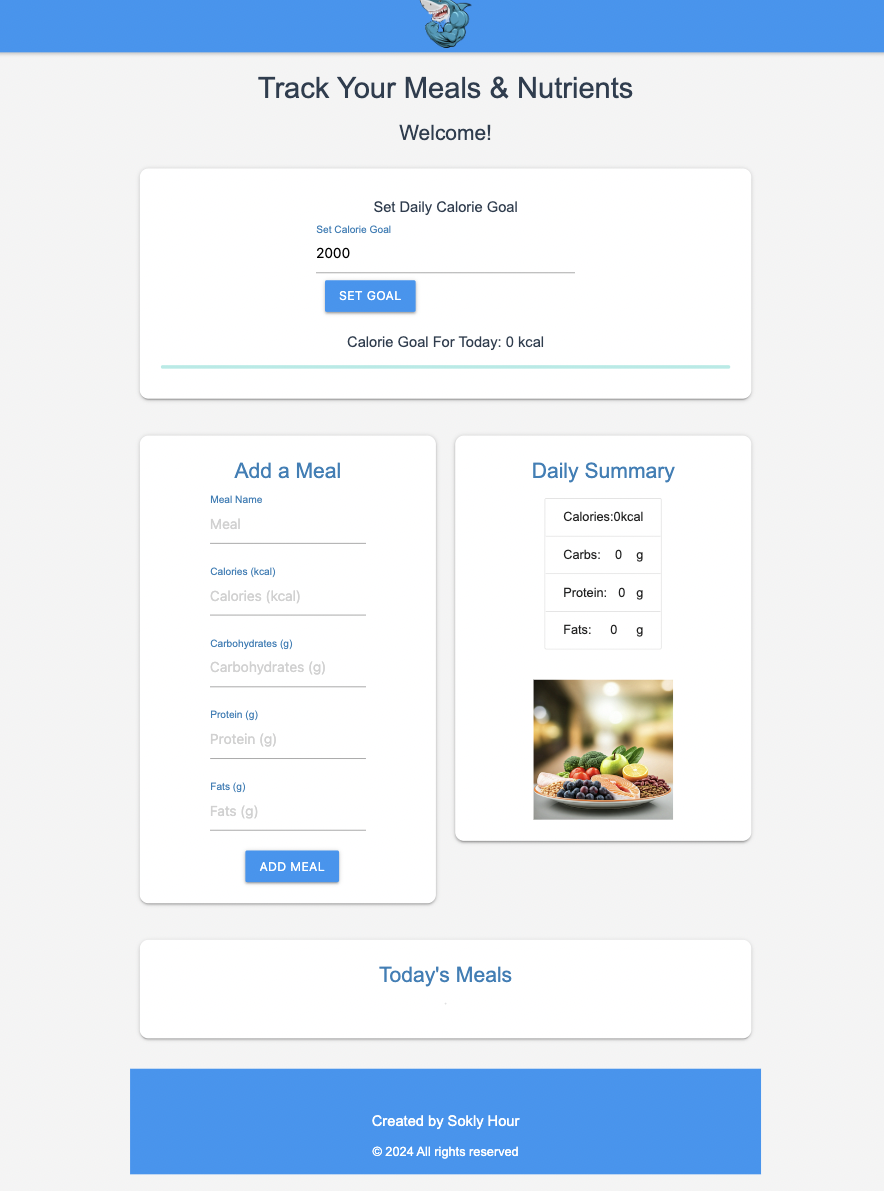 Track Your Meals & Nutrients
Welcome!
Set Daily Calorie Goal
Set Calorie Goal
2000
SET GOAL
Calorie Goal For Today: 0 kcal
Add a Meal
Meal Name
Meal
Calories (kcal)
Calories (kcal)
Carbohydrates (g)
Carbohydrates (g)
Protein (g)
Protein (g)
Fats (g)
Fats (g)
ADD MEAL
Daily Summary
Calories:0kcal
Carbs: 0 g
Protein: 0 g
Fats: 0 g
Today's Meals
Created by Sokly Hour
© 2024 All rights reserved